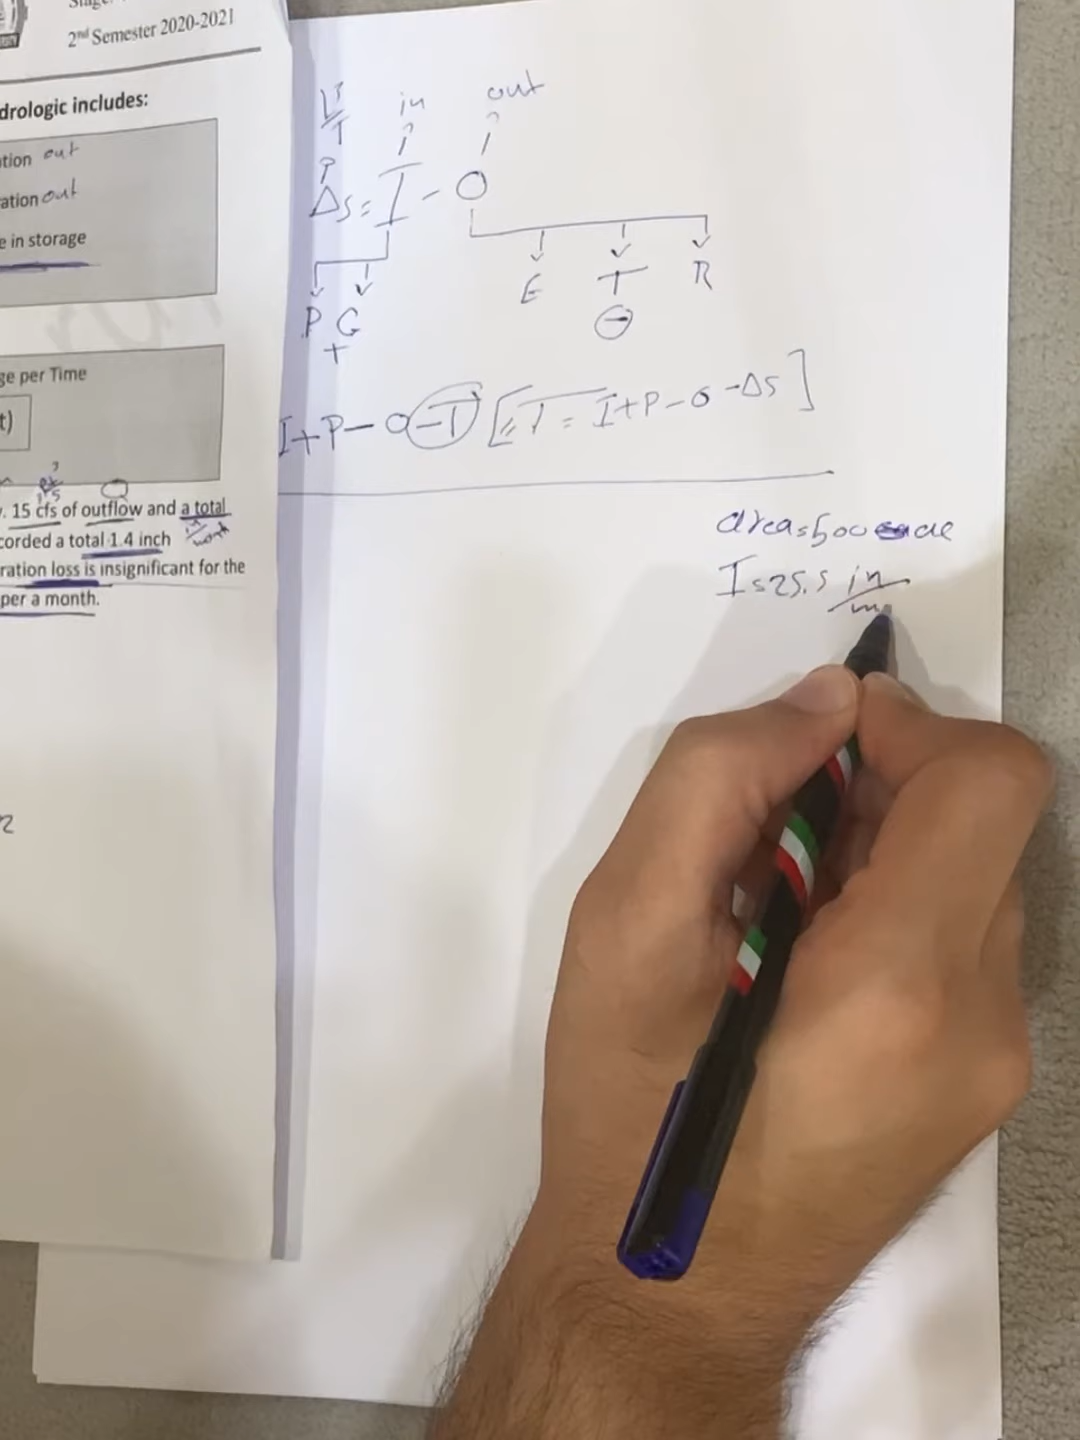 2nd Semester 2020-2021
drologic includes:
tion out
ation out
e in storage
ge per Time
t)
. 15 cfs of outflow and a total
corded a total 1.4 inch
ration loss is insignificant for the
per a month.
2
in out
Δs = I - O
E T R
P G
+
I+P-O-T [T = I+P-O-ΔS]
area=500 ac
I=25.5 in
m